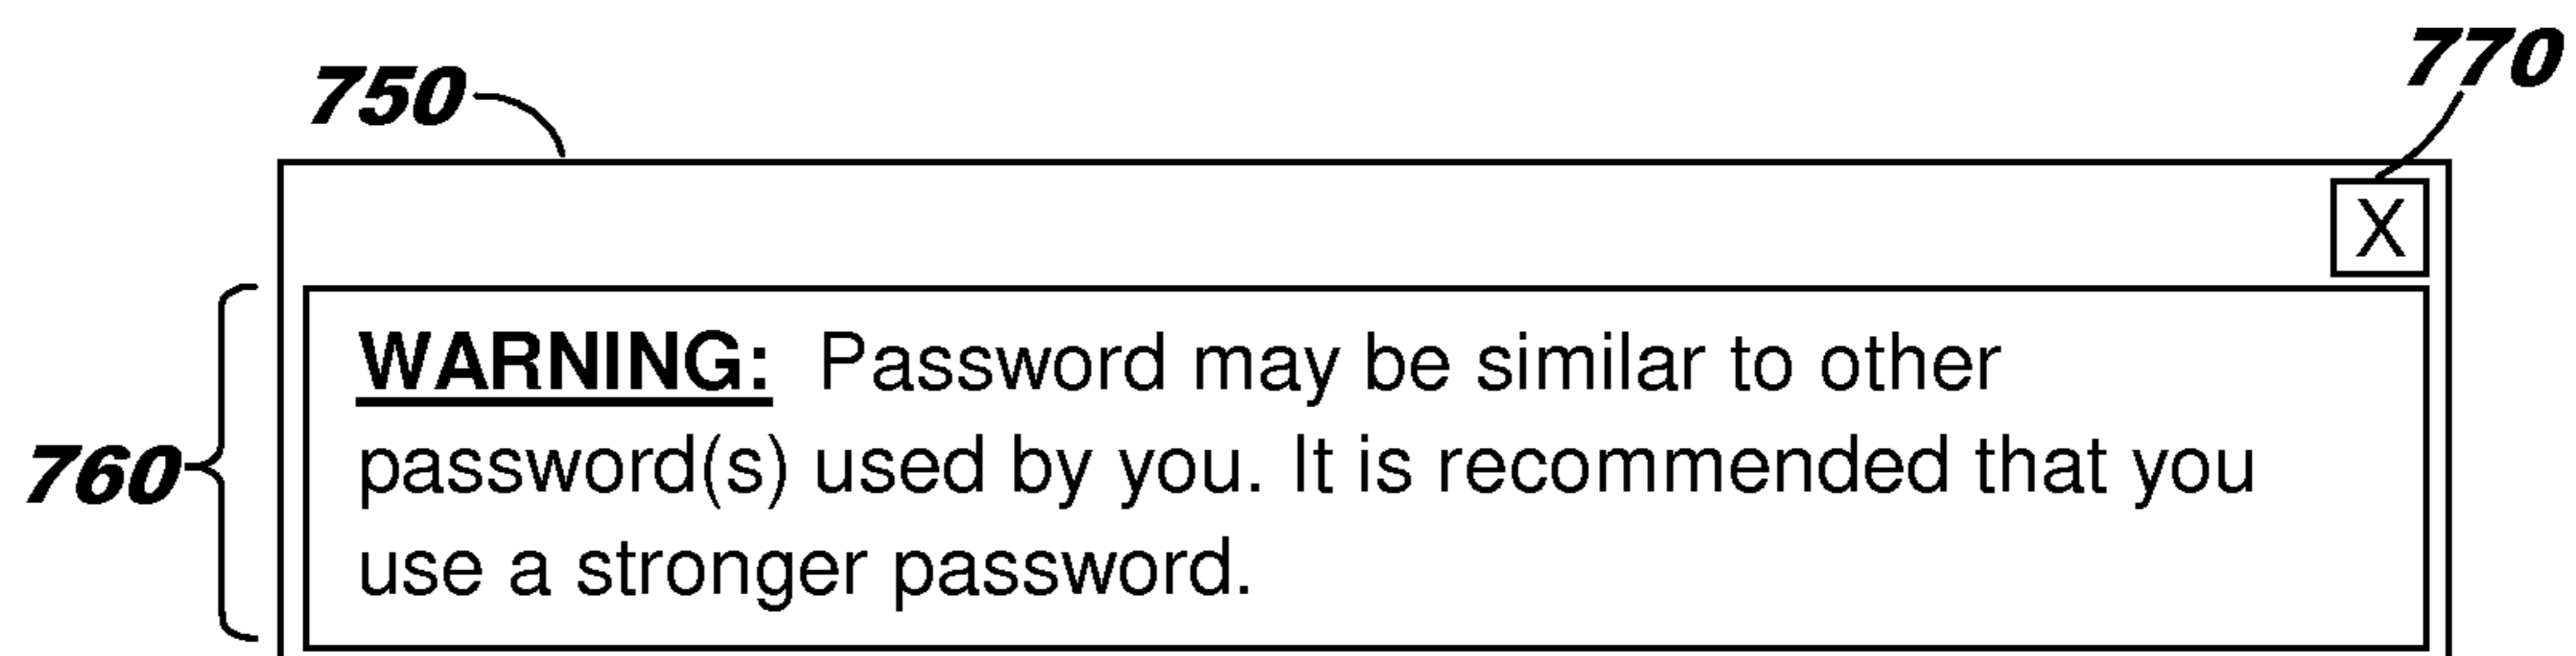 750
770
X
WARNING: Password may be similar to other
password(s) used by you. It is recommended that you
use a stronger password.
760